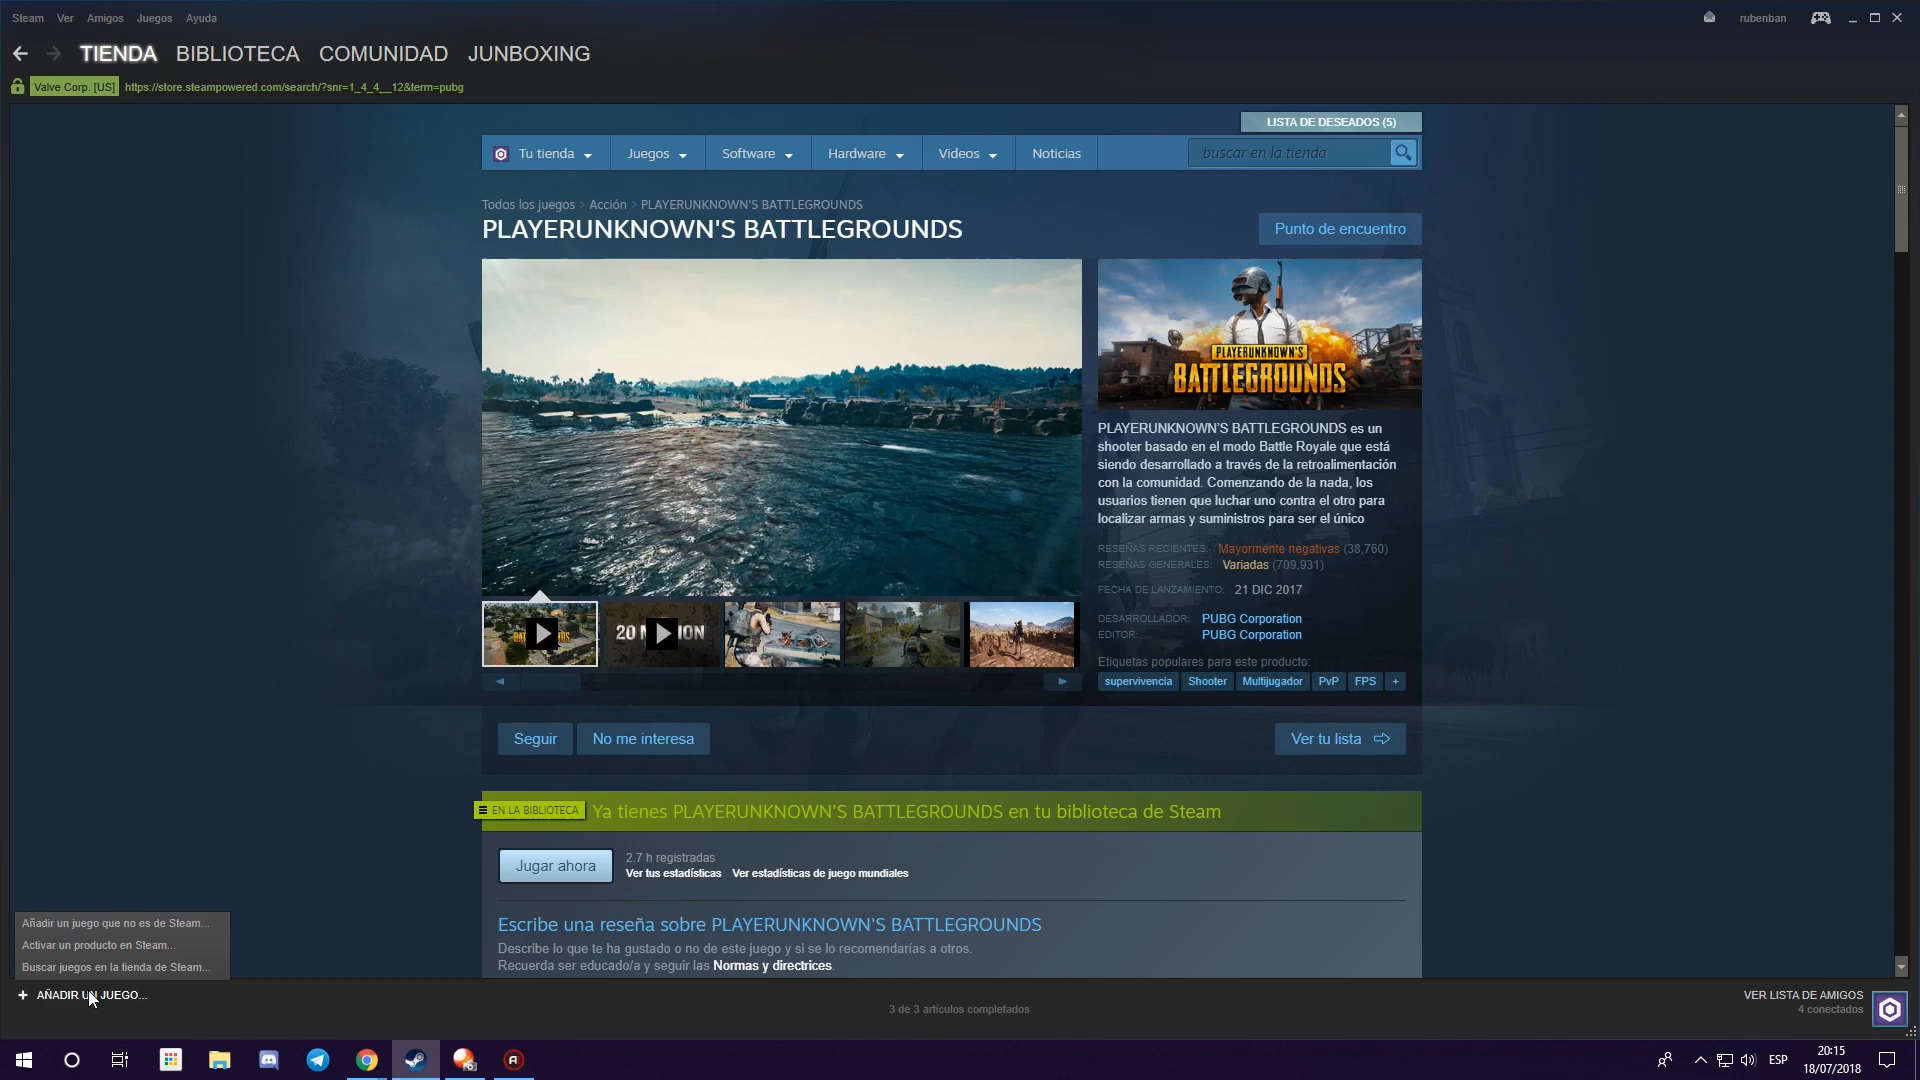 Steam Ver Amigos Juegos Ayuda
rubenban
TIENDA BIBLIOTECA COMUNIDAD JUNBOXING
Valve Corp. [US] https://store.steampowered.com/search/?snr=1_4_4__12&term=pubg
LISTA DE DESEADOS (5)
Tu tienda Juegos Software Hardware Videos Noticias
buscar en la tienda
Todos los juegos > Acción > PLAYERUNKNOWN'S BATTLEGROUNDS
PLAYERUNKNOWN'S BATTLEGROUNDS
Punto de encuentro
PLAYERUNKNOWN'S
BATTLEGROUNDS
PLAYERUNKNOWN'S BATTLEGROUNDS es un
shooter basado en el modo Battle Royale que está
siendo desarrollado a través de la retroalimentación
con la comunidad. Comenzando de la nada, los
usuarios tienen que luchar uno contra el otro para
localizar armas y suministros para ser el único
RESEÑAS RECIENTES: Mayormente negativas (38,760)
RESEÑAS GENERALES: Variadas (709,931)
FECHA DE LANZAMIENTO: 21 DIC 2017
DESARROLLADOR: PUBG Corporation
EDITOR: PUBG Corporation
Etiquetas populares para este producto:
supervivencia Shooter Multijugador PvP FPS +
Seguir No me interesa
Ver tu lista
EN LA BIBLIOTECA Ya tienes PLAYERUNKNOWN'S BATTLEGROUNDS en tu biblioteca de Steam
Jugar ahora
2.7 h registradas
Ver tus estadísticas Ver estadísticas de juego mundiales
Escribe una reseña sobre PLAYERUNKNOWN'S BATTLEGROUNDS
Describe lo que te ha gustado o no de este juego y si se lo recomendarías a otros.
Recuerda ser educado/a y seguir las Normas y directrices.
Añadir un juego que no es de Steam...
Activar un producto en Steam...
Buscar juegos en la tienda de Steam...
+ AÑADIR UN JUEGO...
3 de 3 artículos completados
VER LISTA DE AMIGOS
4 conectados
ESP
20:15
18/07/2018